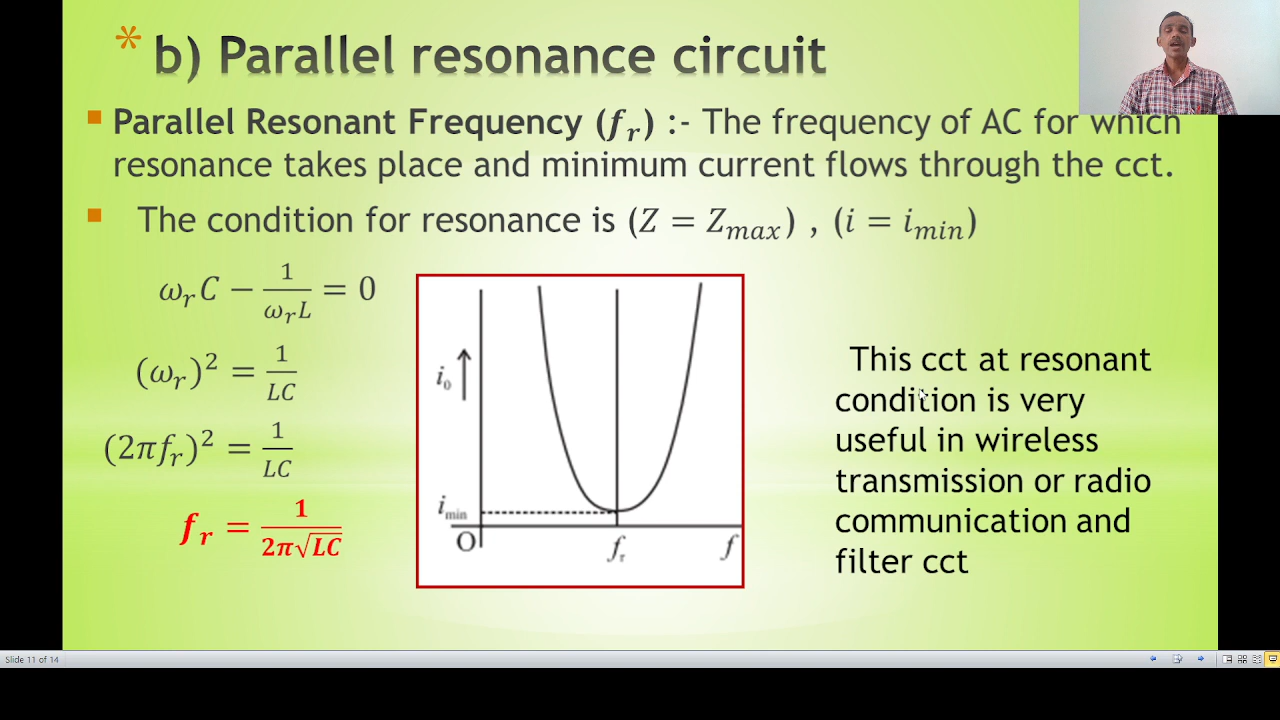 * b) Parallel resonance circuit
▪ Parallel Resonant Frequency (𝒇ᵣ) :- The frequency of AC for which
resonance takes place and minimum current flows through the cct.
▪ The condition for resonance is (Z = Z_max) , (i = i_min)
ω_r C − 1/(ω_r L) = 0
(ω_r)² = 1/LC
(2πf_r)² = 1/LC
f_r = 1/(2π√LC)
i₀
i_min
O
f_r
f
This cct at resonant
condition is very
useful in wireless
transmission or radio
communication and
filter cct
Slide 11 of 14